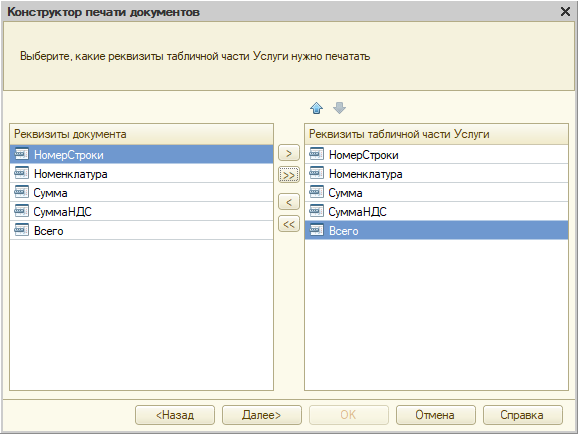 Конструктор печати документов
Выберите, какие реквизиты табличной части Услуги нужно печатать
Реквизиты документа
НомерСтроки
Номенклатура
Сумма
СуммаНДС
Всего
>
>>
<
<<
Реквизиты табличной части Услуги
НомерСтроки
Номенклатура
Сумма
СуммаНДС
Всего
<Назад
Далее>
OK
Отмена
Справка